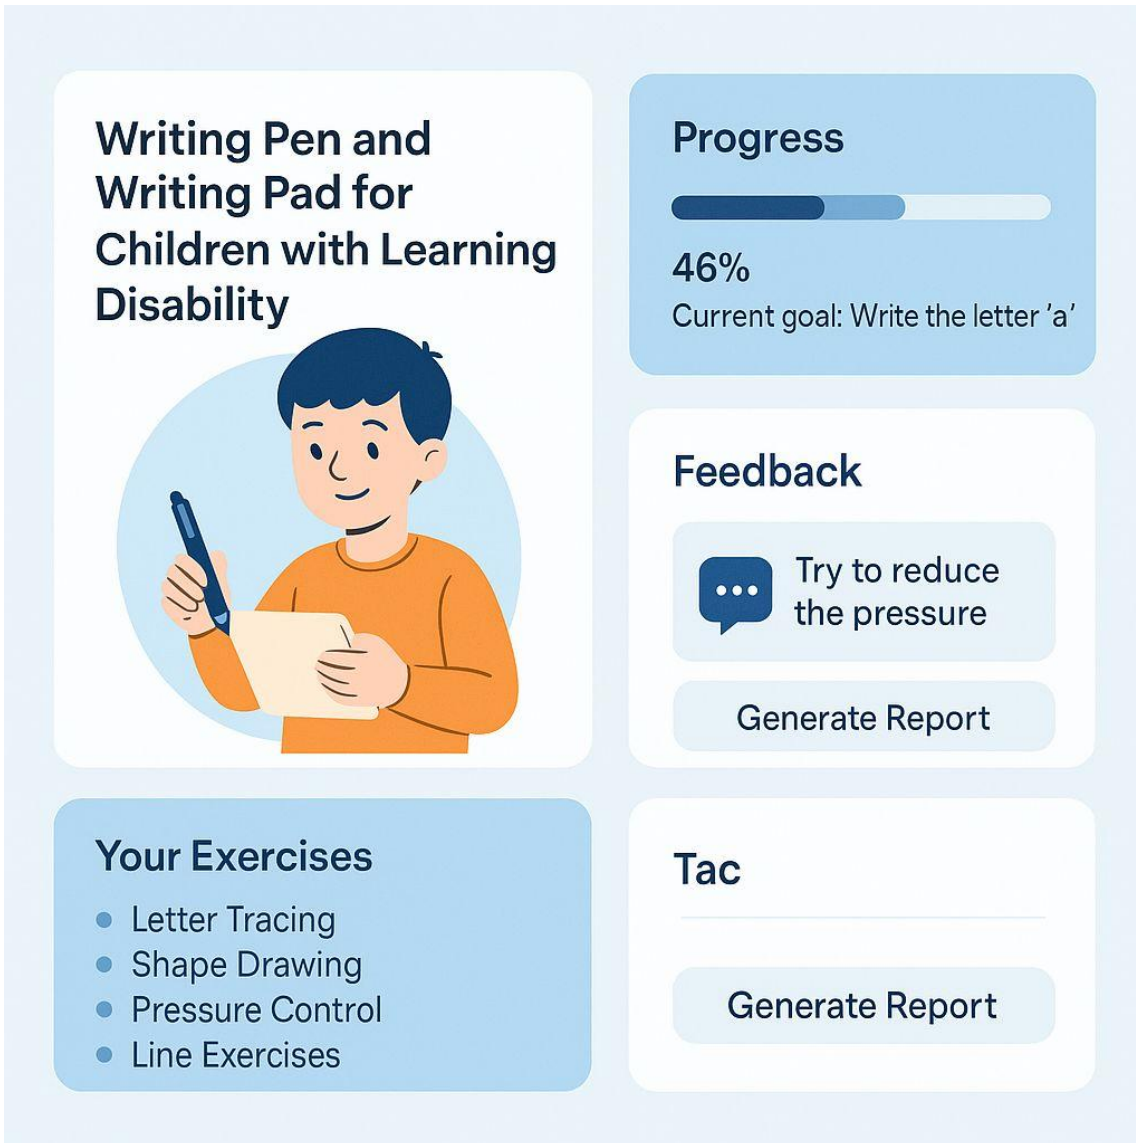 Writing Pen and
Writing Pad for
Children with Learning
Disability
Progress
46%
Current goal: Write the letter ‘a’
Feedback
Try to reduce
the pressure
Generate Report
Your Exercises
Letter Tracing
Shape Drawing
Pressure Control
Line Exercises
Tac
Generate Report